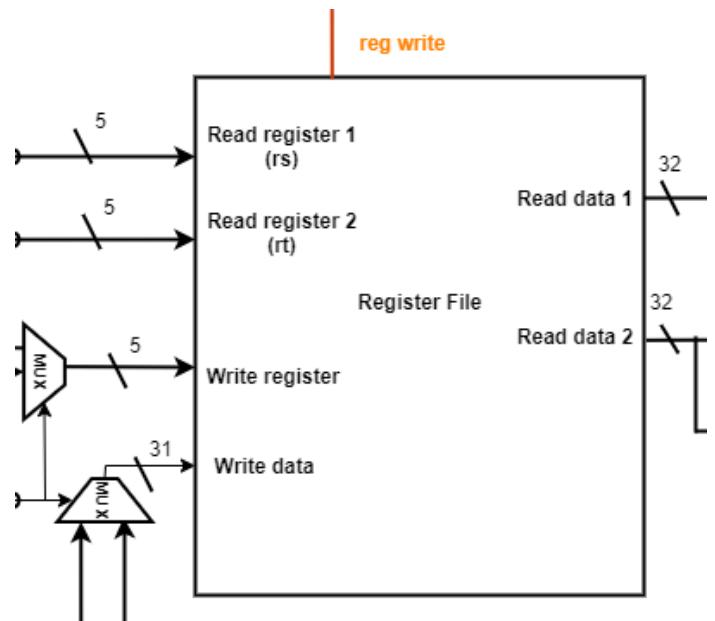 reg write
5
Read register 1
(rs)
32
Read data 1
5
Read register 2
(rt)
Register File
32
Read data 2
MUX
5
Write register
31
Write data
MUX